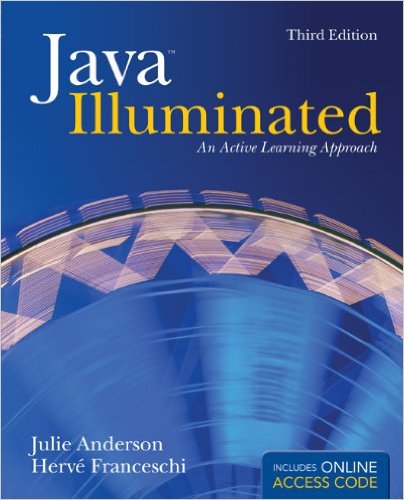 Third Edition
Java™
Illuminated
An Active Learning Approach
Julie Anderson
Hervé Franceschi
INCLUDES ONLINE
ACCESS CODE